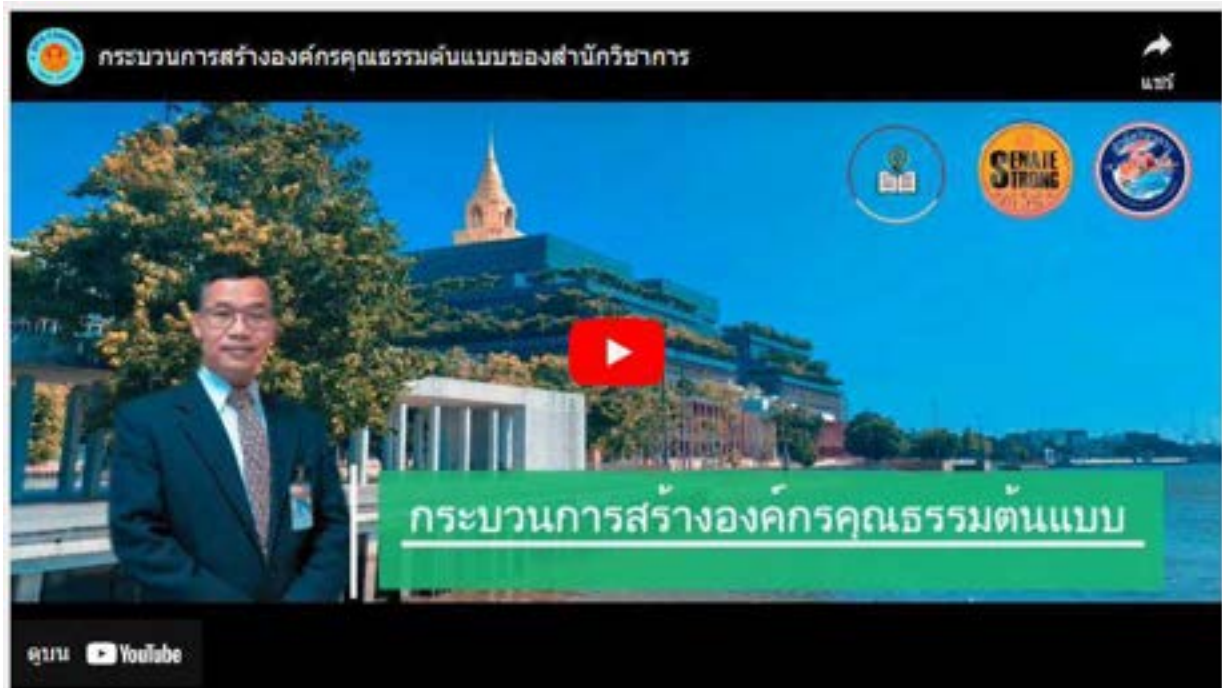 กระบวนการสร้างองค์กรคุณธรรมต้นแบบของสำนักวิชาการ
แชร์
SENATE
STRONG
กระบวนการสร้างองค์กรคุณธรรมต้นแบบ
ดูบน YouTube